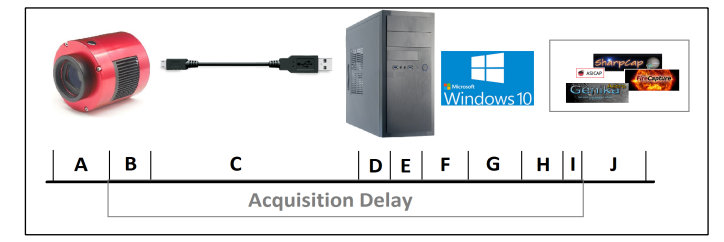 Microsoft
Windows 10
SharpCap
ASICAP
FireCapture
Genika
A B C D E F G H I J
Acquisition Delay